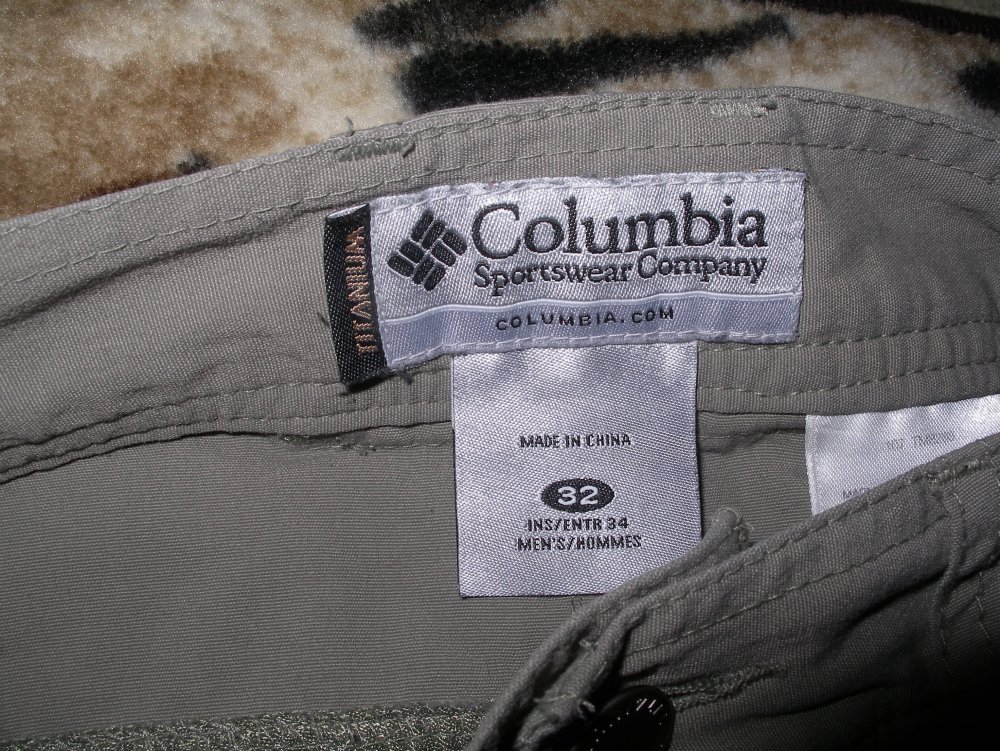 TITANIUM
Columbia
Sportswear Company
COLUMBIA.COM
MADE IN CHINA
32
INS/ENTR 34
MEN'S/HOMMES